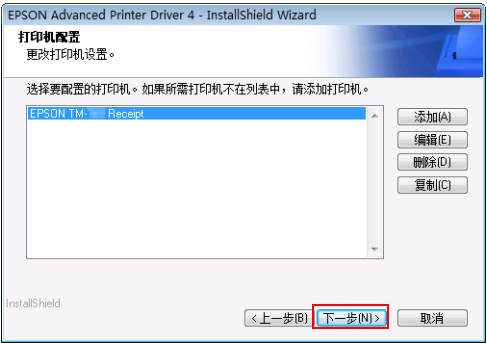 EPSON Advanced Printer Driver 4 - InstallShield Wizard
打印机配置
更改打印机设置。
选择要配置的打印机。如果所需打印机不在列表中，请添加打印机。
EPSON TM- Receipt
添加(A)
编辑(E)
删除(D)
复制(C)
InstallShield
<上一步(B)
下一步(N)>
取消